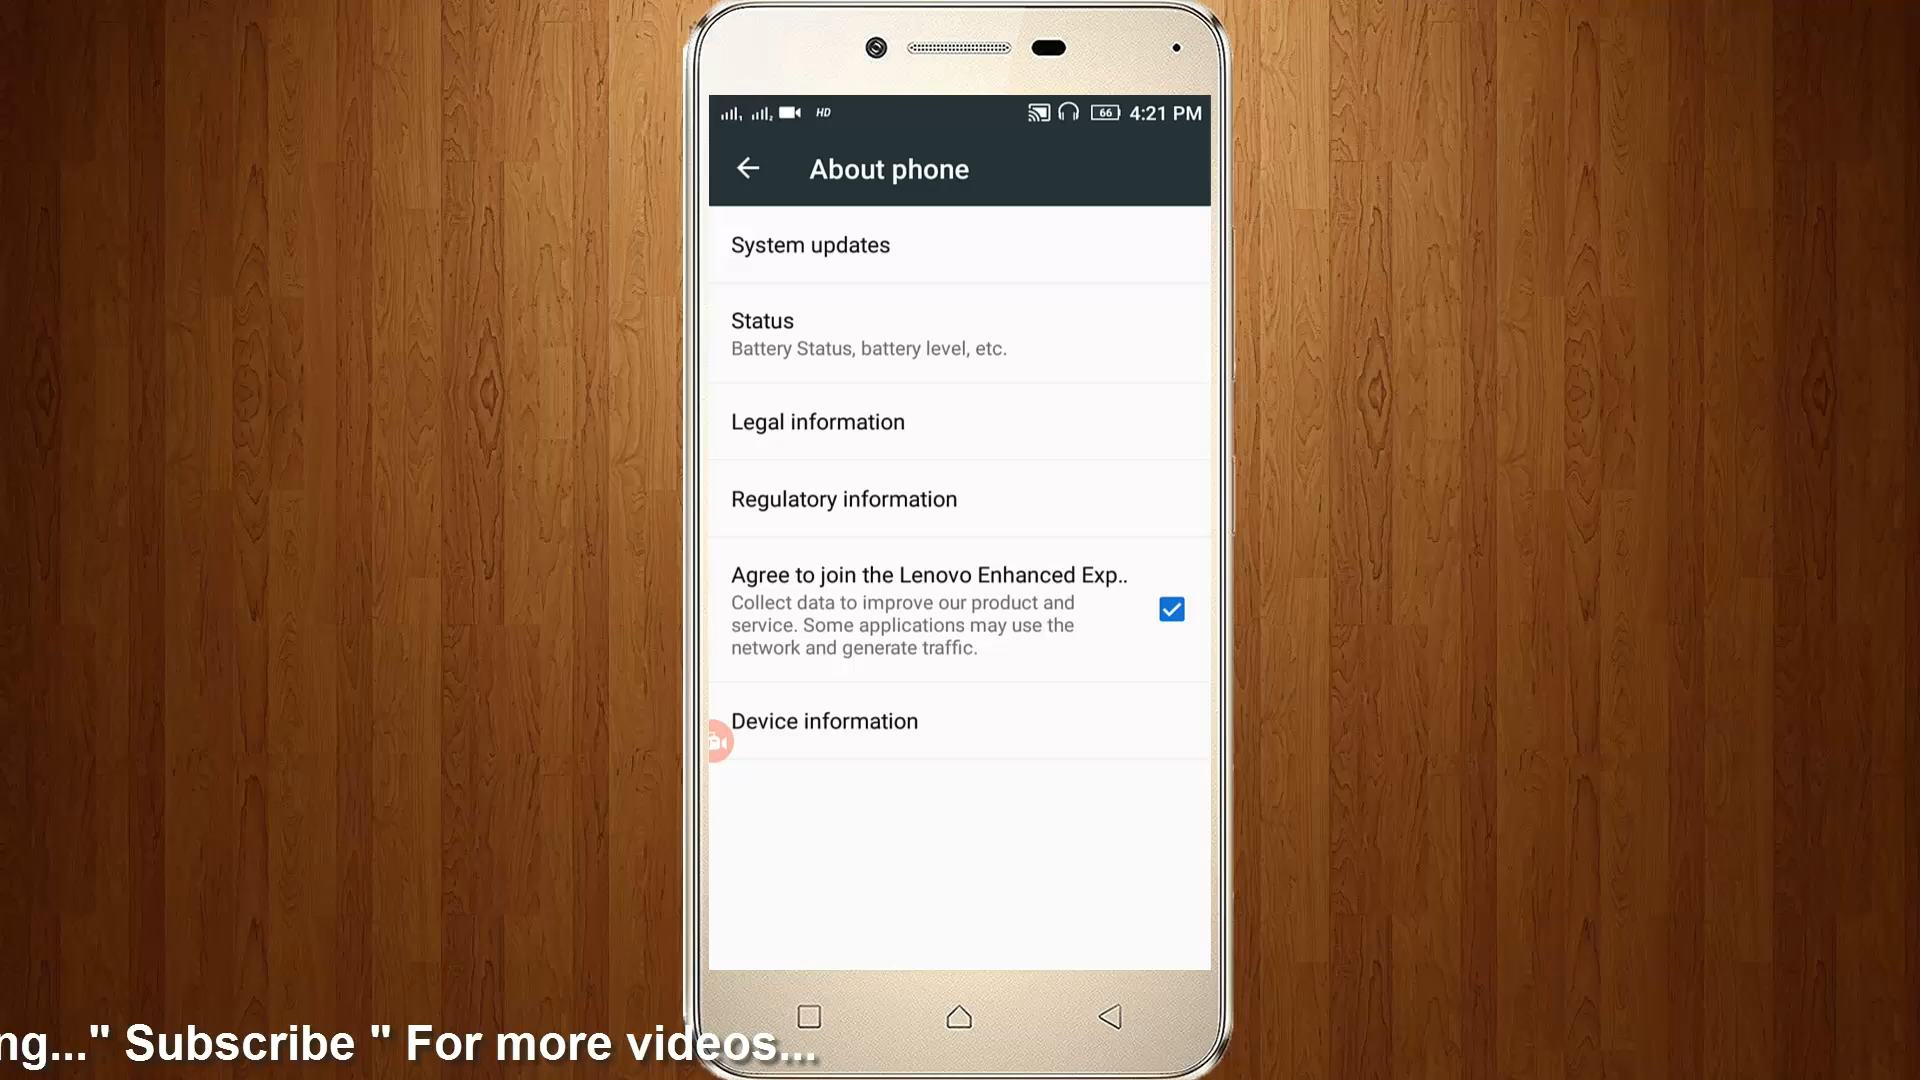 HD 66 4:21 PM
About phone
System updates
Status
Battery Status, battery level, etc.
Legal information
Regulatory information
Agree to join the Lenovo Enhanced Exp..
Collect data to improve our product and
service. Some applications may use the
network and generate traffic.
Device information
ng..." Subscribe " For more videos...